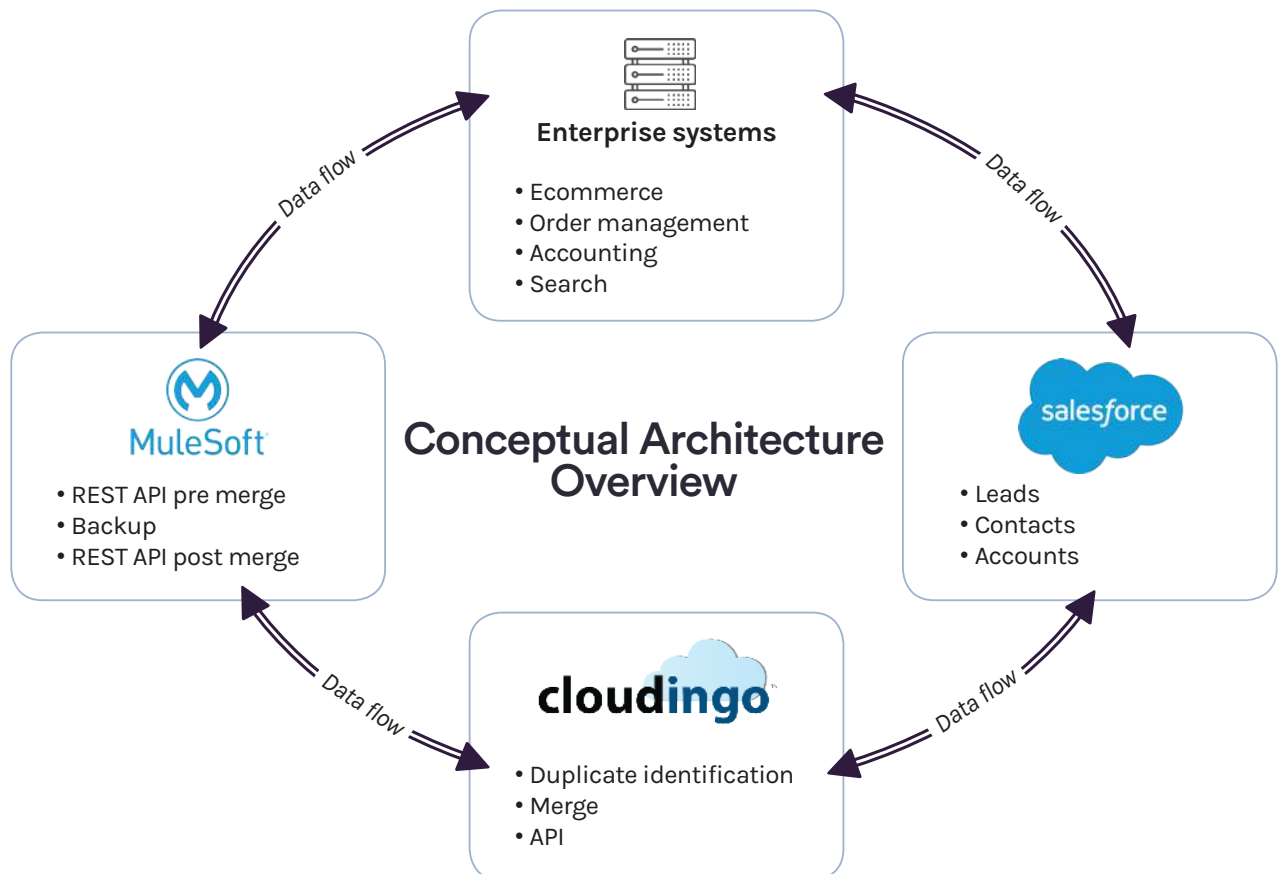 Enterprise systems
• Ecommerce
• Order management
• Accounting
• Search
Data flow
Data flow
MuleSoft
• REST API pre merge
• Backup
• REST API post merge
Conceptual Architecture
Overview
salesforce
• Leads
• Contacts
• Accounts
Data flow
Data flow
cloudingo™
• Duplicate identification
• Merge
• API